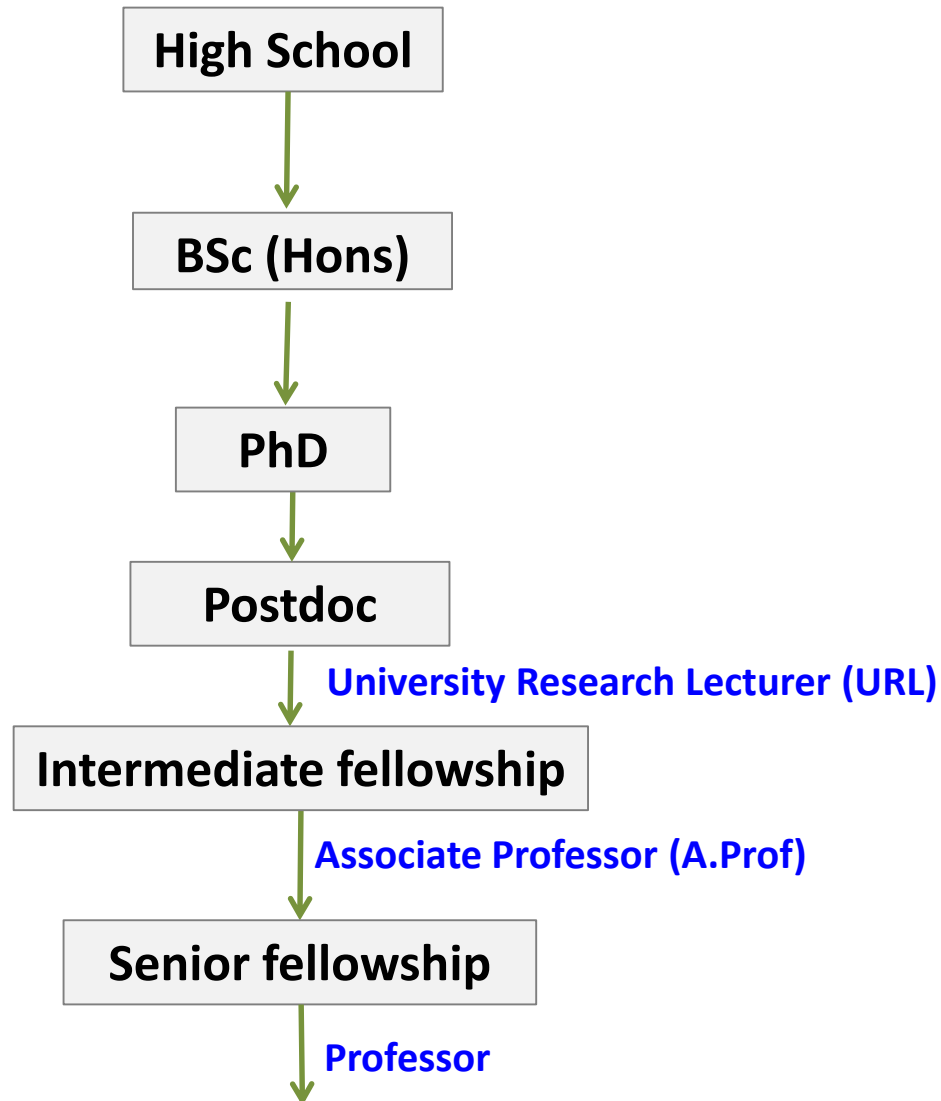 High School
BSc (Hons)
PhD
Postdoc
University Research Lecturer (URL)
Intermediate fellowship
Associate Professor (A.Prof)
Senior fellowship
Professor